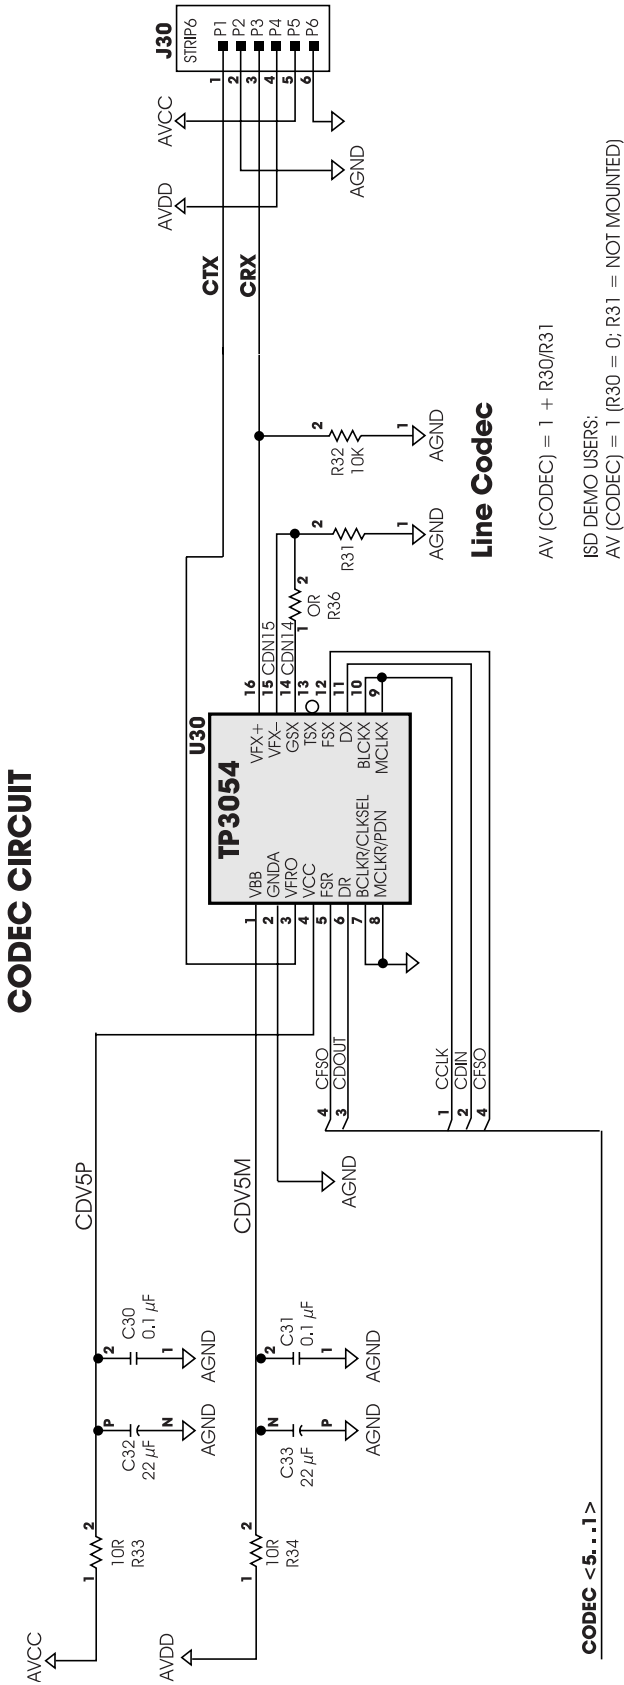 CODEC CIRCUIT
AVCC
1
2
10R
R33
P
N
C32
22 µF
AGND
2
1
C30
0.1 µF
AGND
CDV5P
AVDD
1
2
10R
R34
N
P
C33
22 µF
AGND
2
1
C31
0.1 µF
AGND
CDV5M
AGND
4
CFSO
3
CDOUT
1
CCLK
2
CDIN
4
CFSO
CODEC <5. . .1>
U30
TP3054
1
VBB
2
GNDA
3
VFRO
4
VCC
5
FSR
6
DR
7
BCLKR/CLKSEL
8
MCLKR/PDN
VFX+
16
VFX–
15
CDN15
GSX
14
CDN14
TSX
13
FSX
12
DX
11
BLCKX
10
MCLKX
9
1
2
OR
R36
2
1
R31
AGND
2
1
R32
10K
AGND
CTX
CRX
AVDD
AVCC
AGND
J30
STRIP6
1
P1
2
P2
3
P3
4
P4
5
P5
6
P6
Line Codec
AV (CODEC) = 1 + R30/R31
ISD DEMO USERS:
AV (CODEC) = 1 (R30 = 0; R31 = NOT MOUNTED)